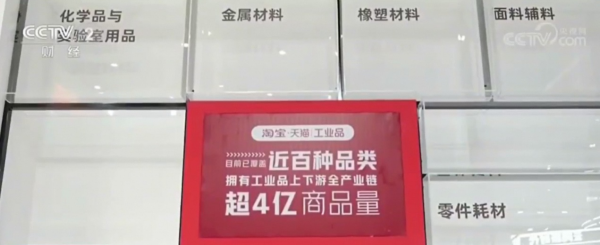 化学品与
实验室用品
金属材料
橡塑材料
面料辅料
CCTV
财经
CCTV.com
淘宝·天猫|工业品
目前已覆盖 近百种品类
拥有工业品上下游全产业链
超4亿商品量
零件耗材